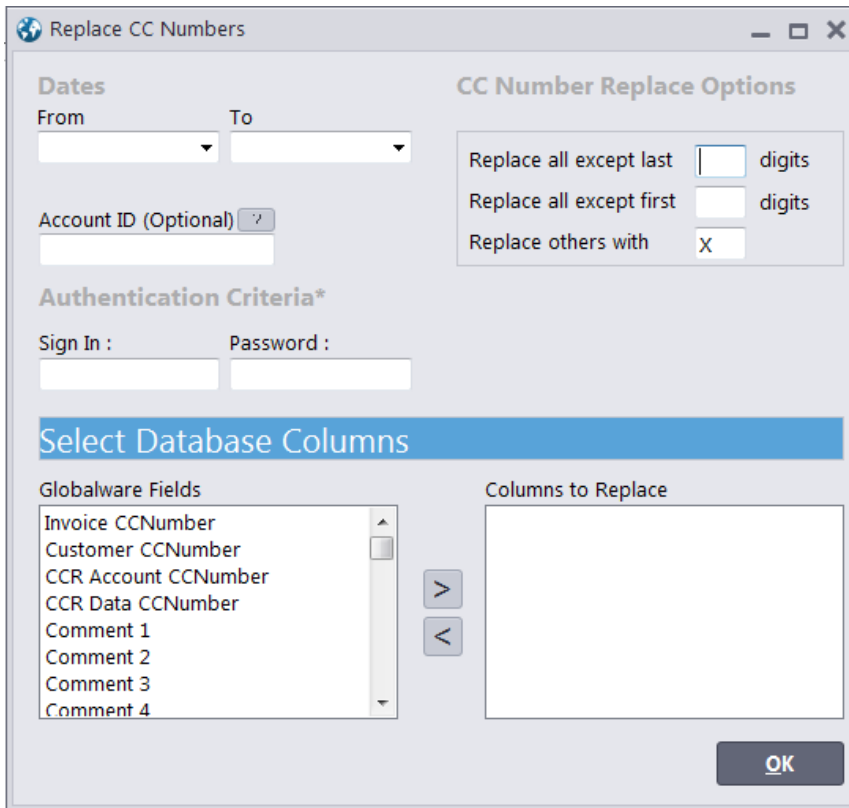 Replace CC Numbers
Dates
CC Number Replace Options
From To
Replace all except last digits
Replace all except first digits
Account ID (Optional) ?
Replace others with X
Authentication Criteria*
Sign In : Password :
Select Database Columns
Globalware Fields
Columns to Replace
Invoice CCNumber
Customer CCNumber
CCR Account CCNumber
CCR Data CCNumber
Comment 1
Comment 2
Comment 3
Comment 4
>
<
OK